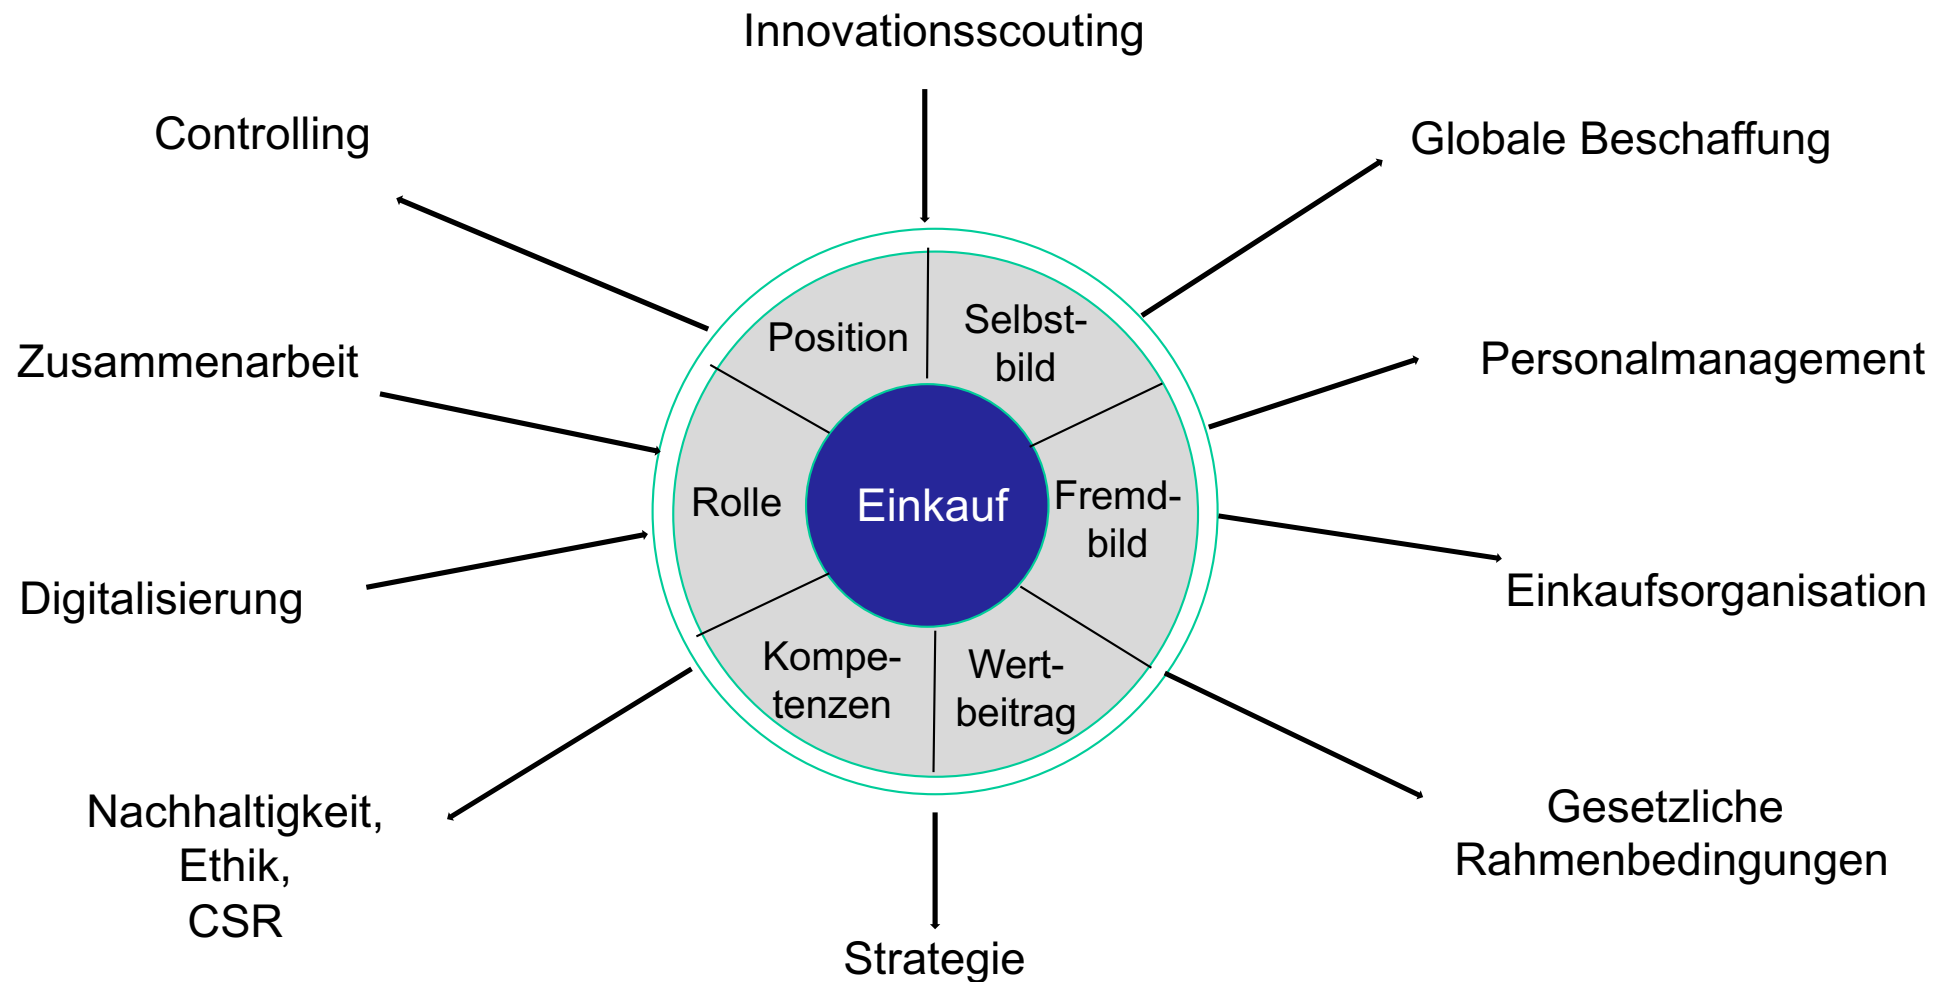 Innovationsscouting
Controlling
Globale Beschaffung
Zusammenarbeit
Personalmanagement
Position
Selbst-
bild
Rolle
Einkauf
Fremd-
bild
Digitalisierung
Einkaufsorganisation
Kompe-
tenzen
Wert-
beitrag
Nachhaltigkeit,
Ethik,
CSR
Gesetzliche
Rahmenbedingungen
Strategie